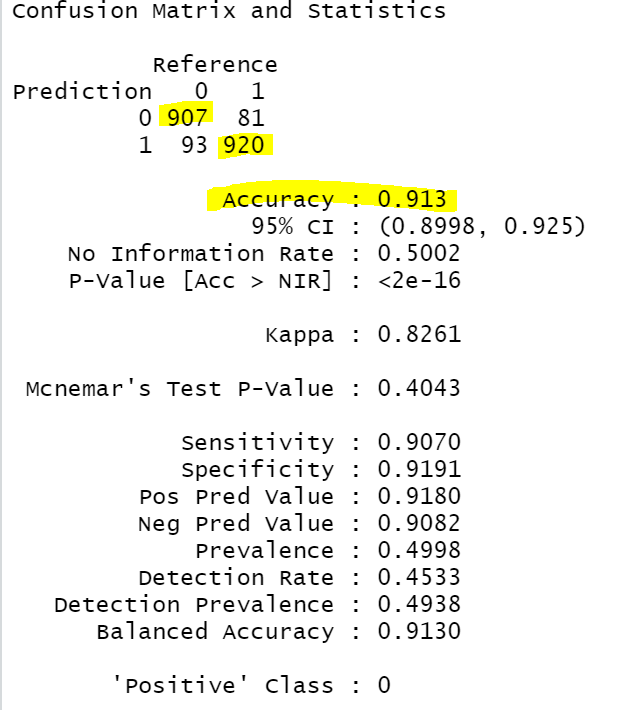 Confusion Matrix and Statistics
Reference
Prediction 0 1
0 907 81
1 93 920
Accuracy : 0.913
95% CI : (0.8998, 0.925)
No Information Rate : 0.5002
P-Value [Acc > NIR] : <2e-16
Kappa : 0.8261
Mcnemar's Test P-Value : 0.4043
Sensitivity : 0.9070
Specificity : 0.9191
Pos Pred Value : 0.9180
Neg Pred Value : 0.9082
Prevalence : 0.4998
Detection Rate : 0.4533
Detection Prevalence : 0.4938
Balanced Accuracy : 0.9130
'Positive' Class : 0